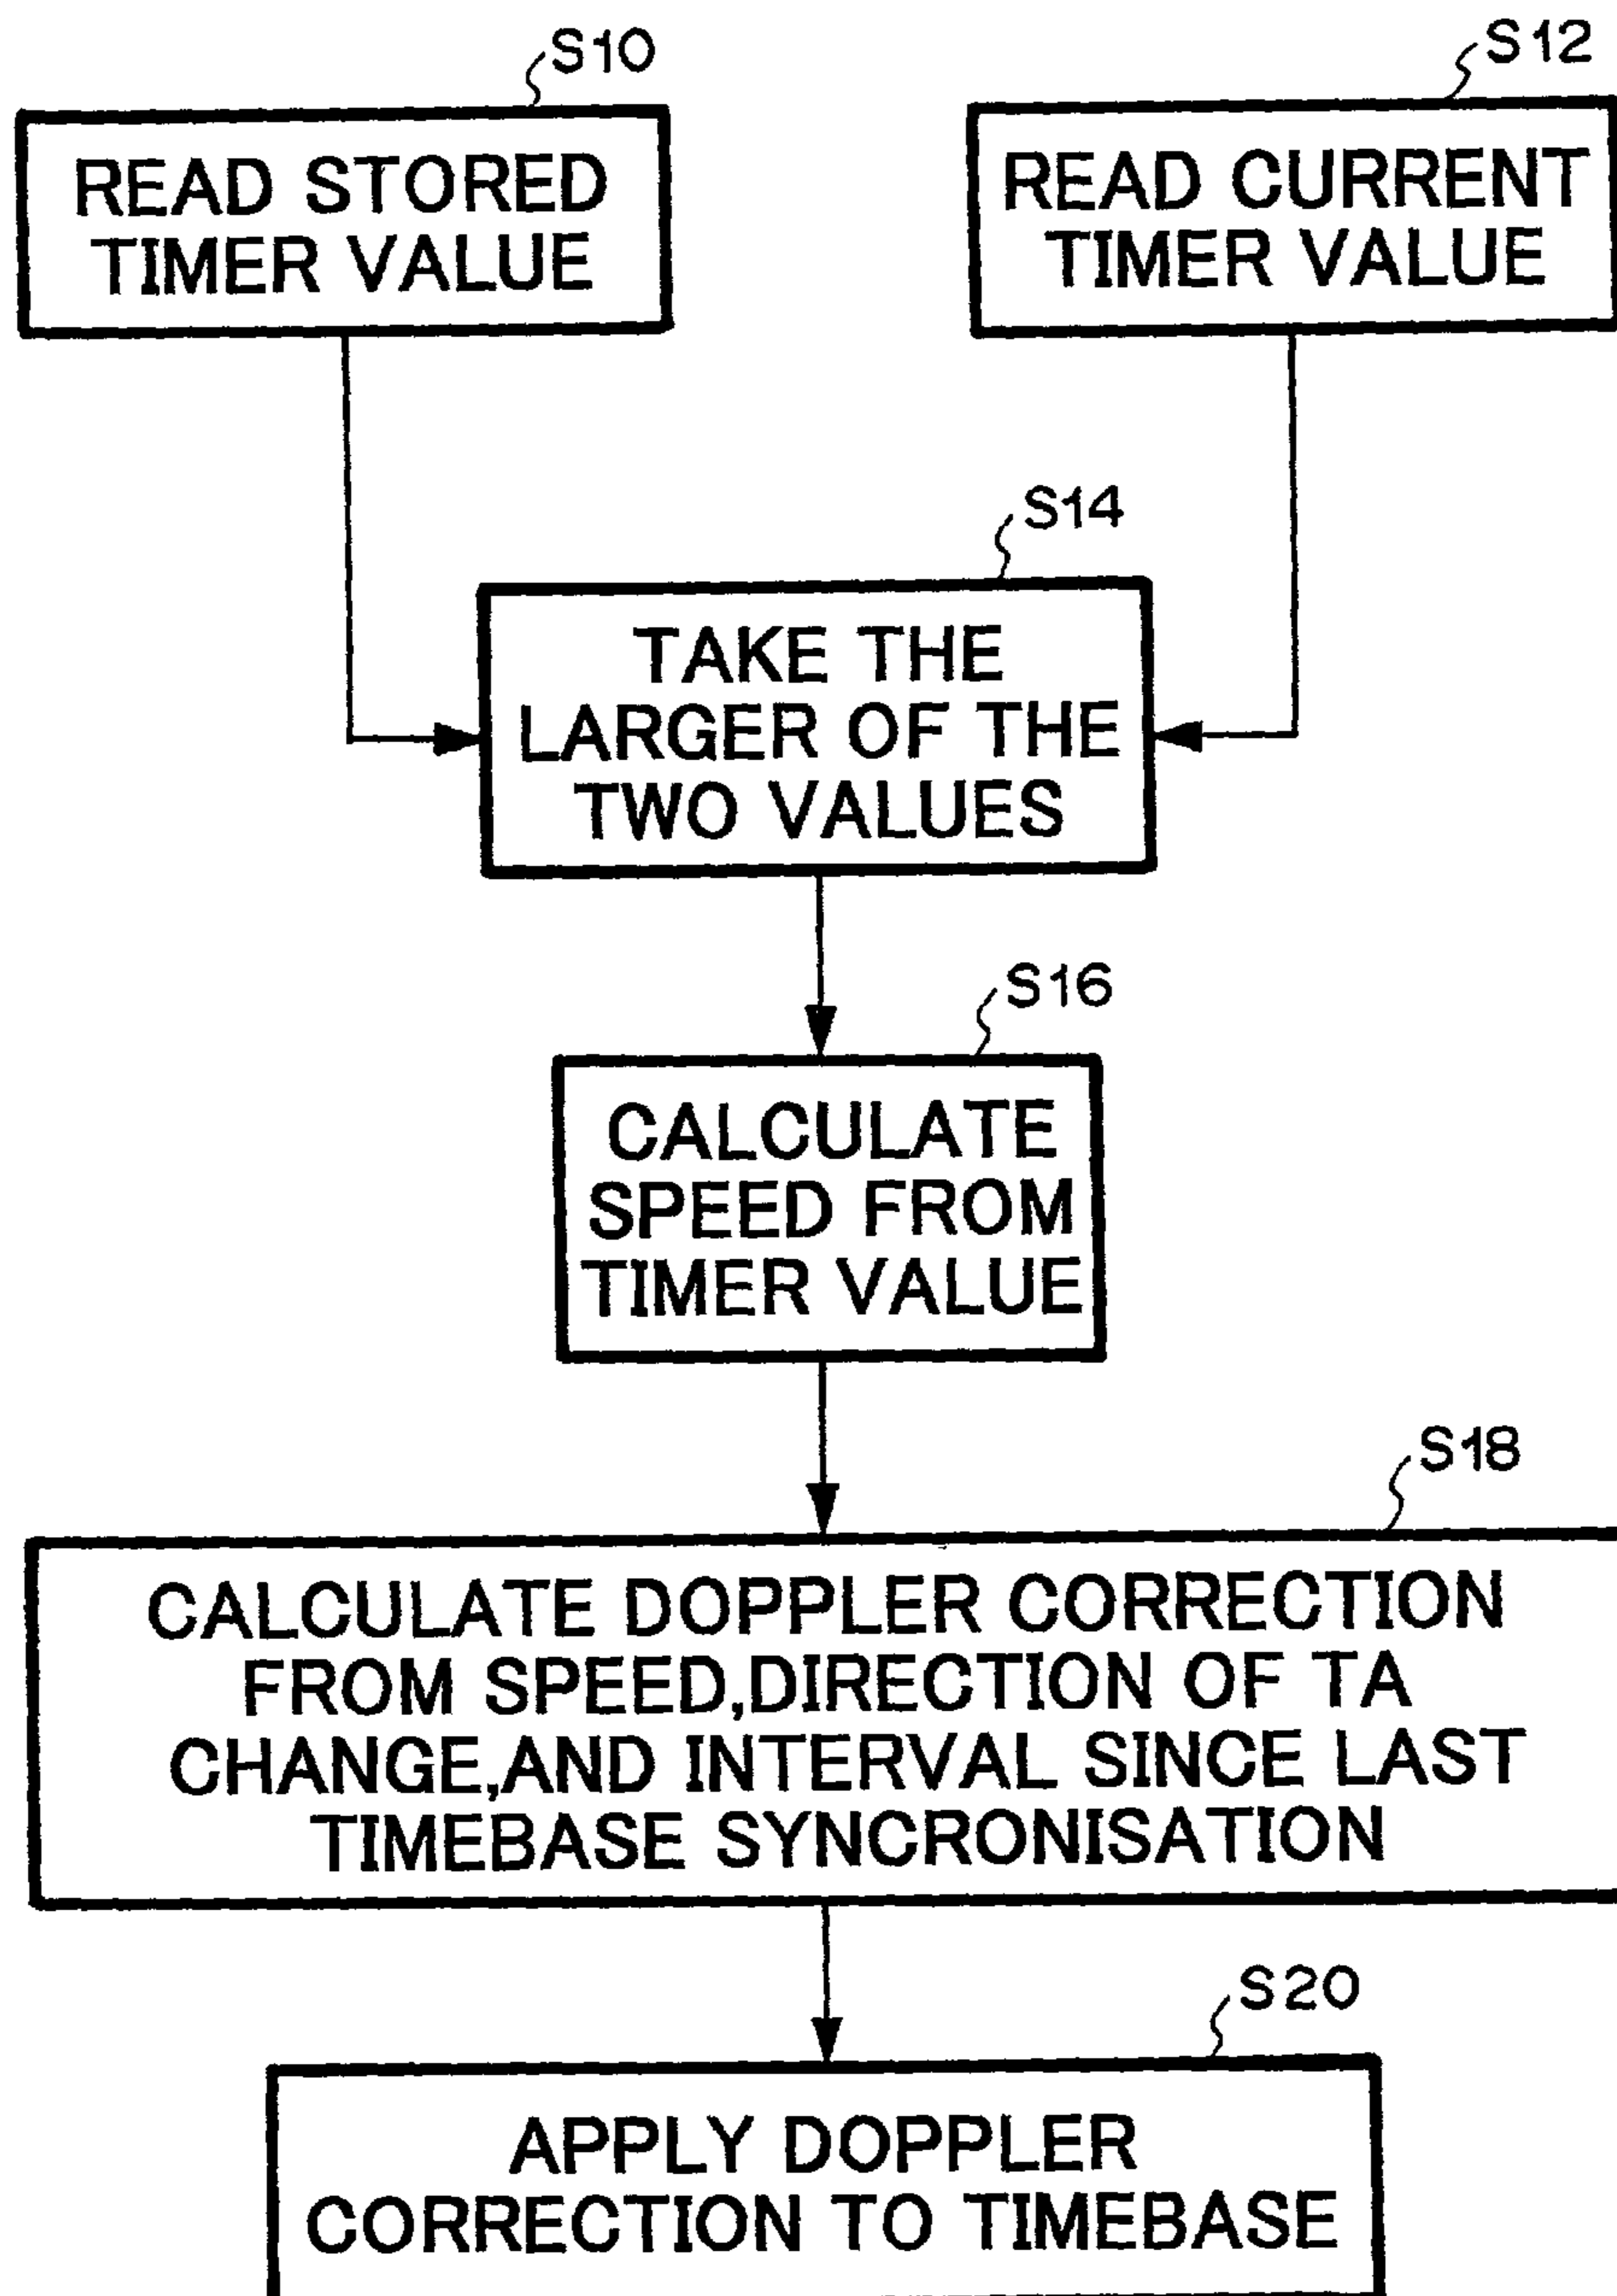 S10
READ STORED
TIMER VALUE
S12
READ CURRENT
TIMER VALUE
S14
TAKE THE
LARGER OF THE
TWO VALUES
S16
CALCULATE
SPEED FROM
TIMER VALUE
S18
CALCULATE DOPPLER CORRECTION
FROM SPEED,DIRECTION OF TA
CHANGE,AND INTERVAL SINCE LAST
TIMEBASE SYNCRONISATION
S20
APPLY DOPPLER
CORRECTION TO TIMEBASE